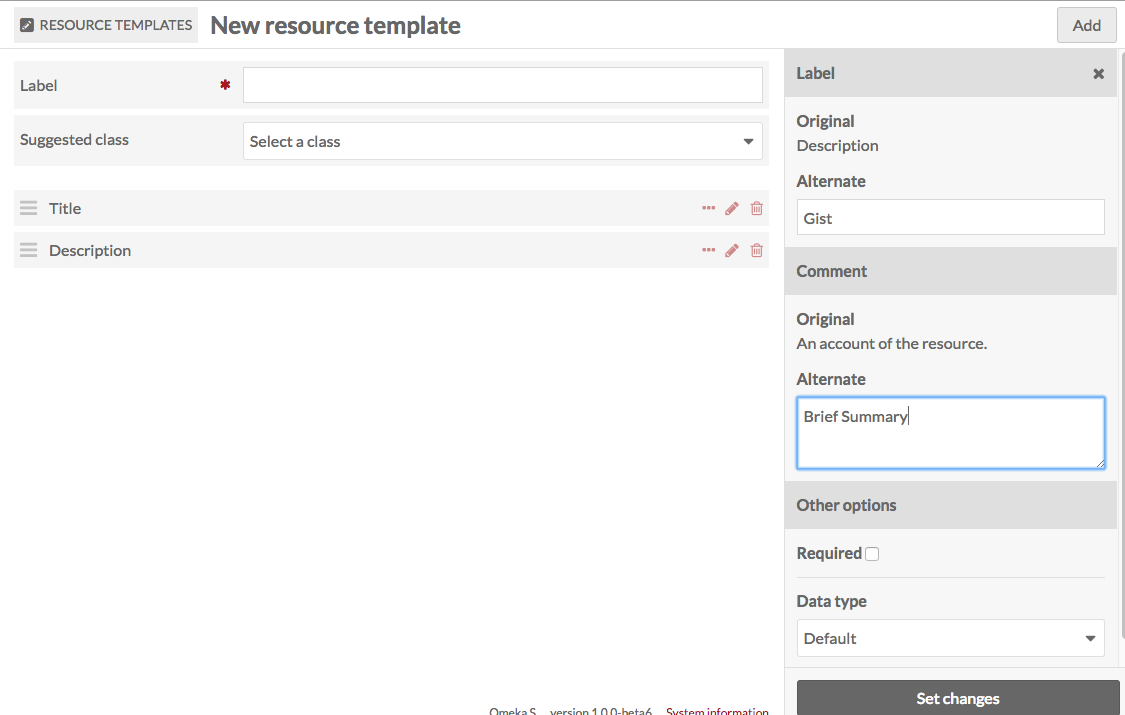 RESOURCE TEMPLATES New resource template Add
Label *
Suggested class Select a class
Title
Description
Label
Original
Description
Alternate
Gist
Comment
Original
An account of the resource.
Alternate
Brief Summary
Other options
Required
Data type
Default
Set changes
Omeka S version 1.0.0-beta6 System information